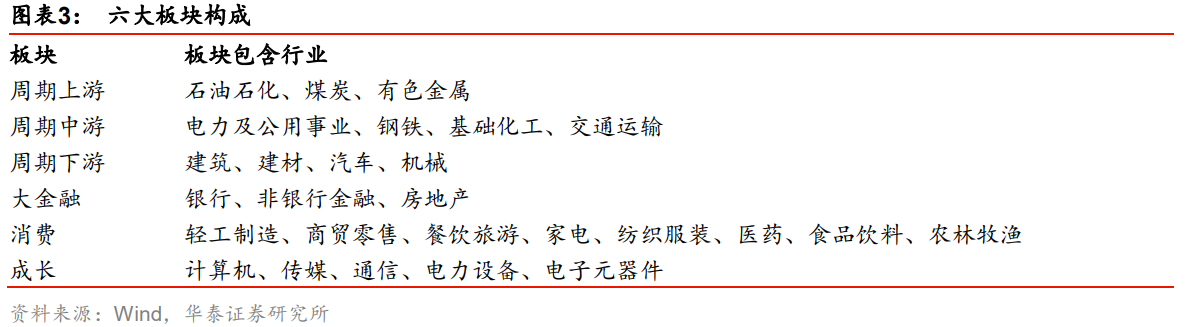 图表3： 六大板块构成
板块 板块包含行业
周期上游 石油石化、煤炭、有色金属
周期中游 电力及公用事业、钢铁、基础化工、交通运输
周期下游 建筑、建材、汽车、机械
大金融 银行、非银行金融、房地产
消费 轻工制造、商贸零售、餐饮旅游、家电、纺织服装、医药、食品饮料、农林牧渔
成长 计算机、传媒、通信、电力设备、电子元器件
资料来源：Wind，华泰证券研究所